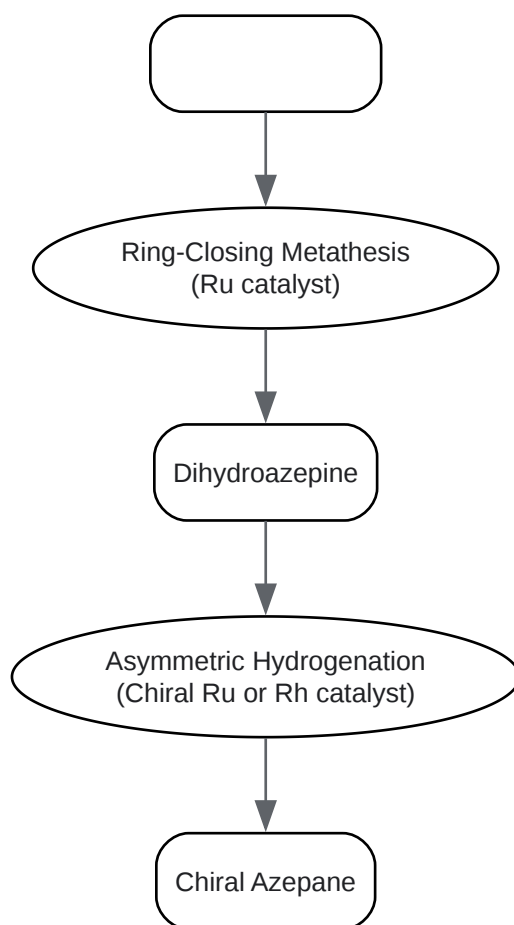 Ring-Closing Metathesis
(Ru catalyst)
Dihydroazepine
Asymmetric Hydrogenation
(Chiral Ru or Rh catalyst)
Chiral Azepane